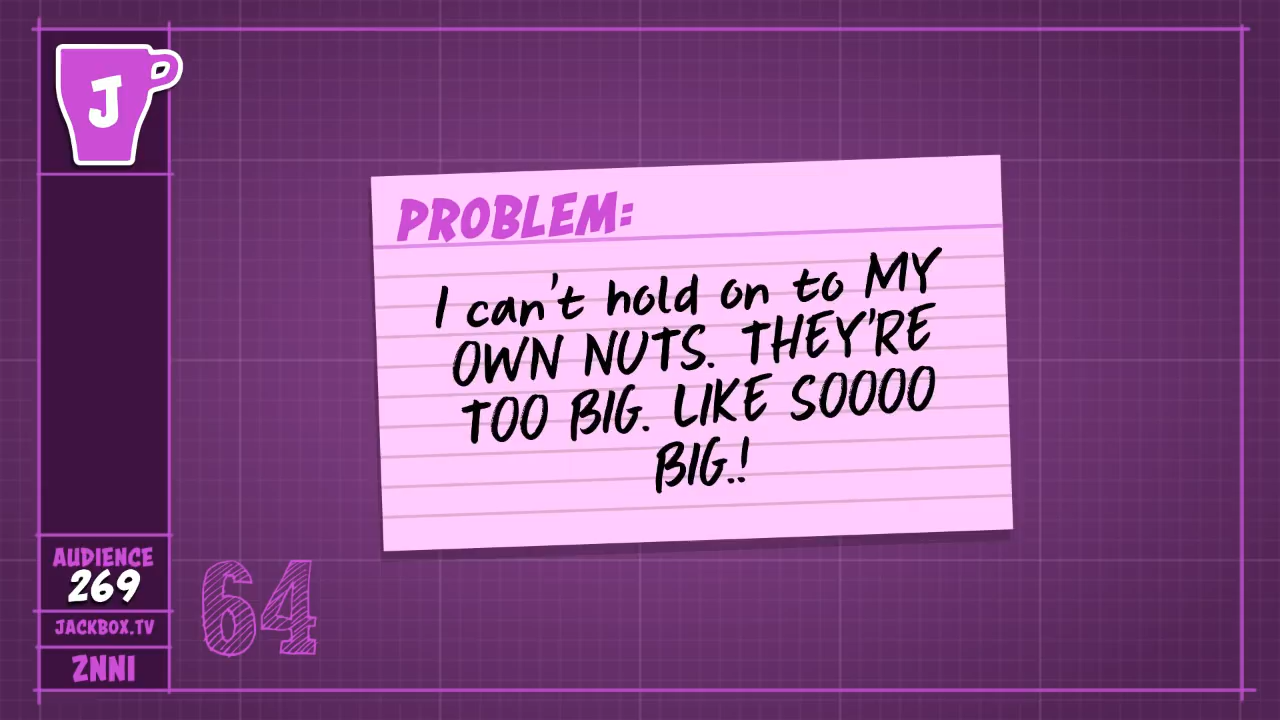 J
PROBLEM:
I can't hold on to MY
OWN NUTS. THEY'RE
TOO BIG. LIKE SOOOO
BIG..!
AUDIENCE
269
JACKBOX.TV
ZNNI
64